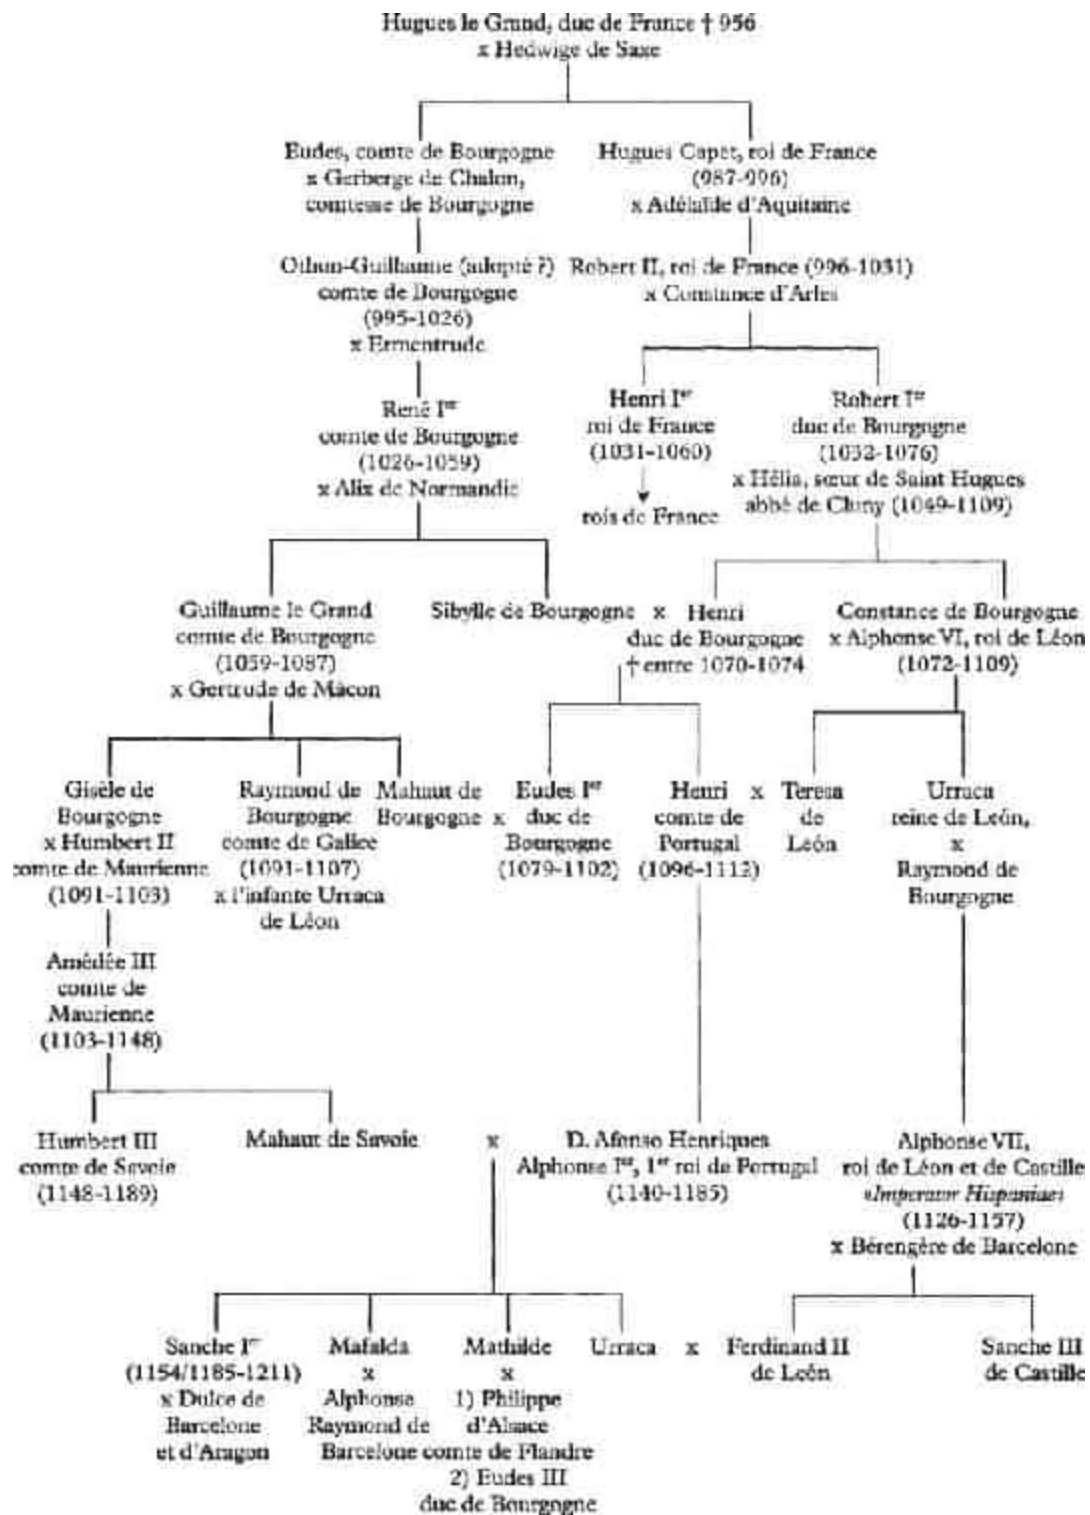 Hugues le Grand, duc de France † 956
x Hedwige de Saxe
Eudes, comte de Bourgogne
x Gerberge de Chalon,
comtesse de Bourgogne
Hugues Capet, roi de France
(987-996)
x Adélaïde d'Aquitaine
Othon-Guillaume (adopté ?)
comte de Bourgogne
(995-1026)
x Ermentrude
Robert II, roi de France (996-1031)
x Constance d'Arles
René Ier
comte de Bourgogne
(1026-1059)
x Alix de Normandie
Henri Ier
roi de France
(1031-1060)
rois de France
Robert Ier
duc de Bourgogne
(1032-1076)
x Hélia, sœur de Saint Hugues
abbé de Cluny (1049-1109)
Guillaume le Grand
comte de Bourgogne
(1059-1087)
x Gertrude de Mâcon
Sibylle de Bourgogne x Henri
duc de Bourgogne
† entre 1070-1074
Constance de Bourgogne
x Alphonse VI, roi de Léon
(1072-1109)
Gisèle de
Bourgogne
x Humbert II
comte de Maurienne
(1091-1103)
Raymond de
Bourgogne
comte de Galice
(1091-1107)
x l'infante Urraca
de Léon
Mahaut de
Bourgogne x
Eudes Ier
duc de
Bourgogne
(1079-1102)
Henri x
comte de
Portugal
(1096-1112)
Teresa
de
León
Urraca
reine de León,
x
Raymond de
Bourgogne
Amédée III
comte de
Maurienne
(1103-1148)
Humbert III
comte de Savoie
(1148-1189)
Mahaut de Savoie x
D. Afonso Henriques
Alphonse Ier, 1er roi de Portugal
(1140-1185)
Alphonse VII,
roi de Léon et de Castille
«Imperator Hispaniae»
(1126-1157)
x Bérengère de Barcelone
Sanche Ier
(1154/1185-1211)
x Dulce de
Barcelone
et d'Aragon
Mafalda
x
Alphonse
Raymond de
Barcelone
Mathilde
x
1) Philippe
d'Alsace
comte de Flandre
2) Eudes III
duc de Bourgogne
Urraca x Ferdinand II
de León
Sanche III
de Castille